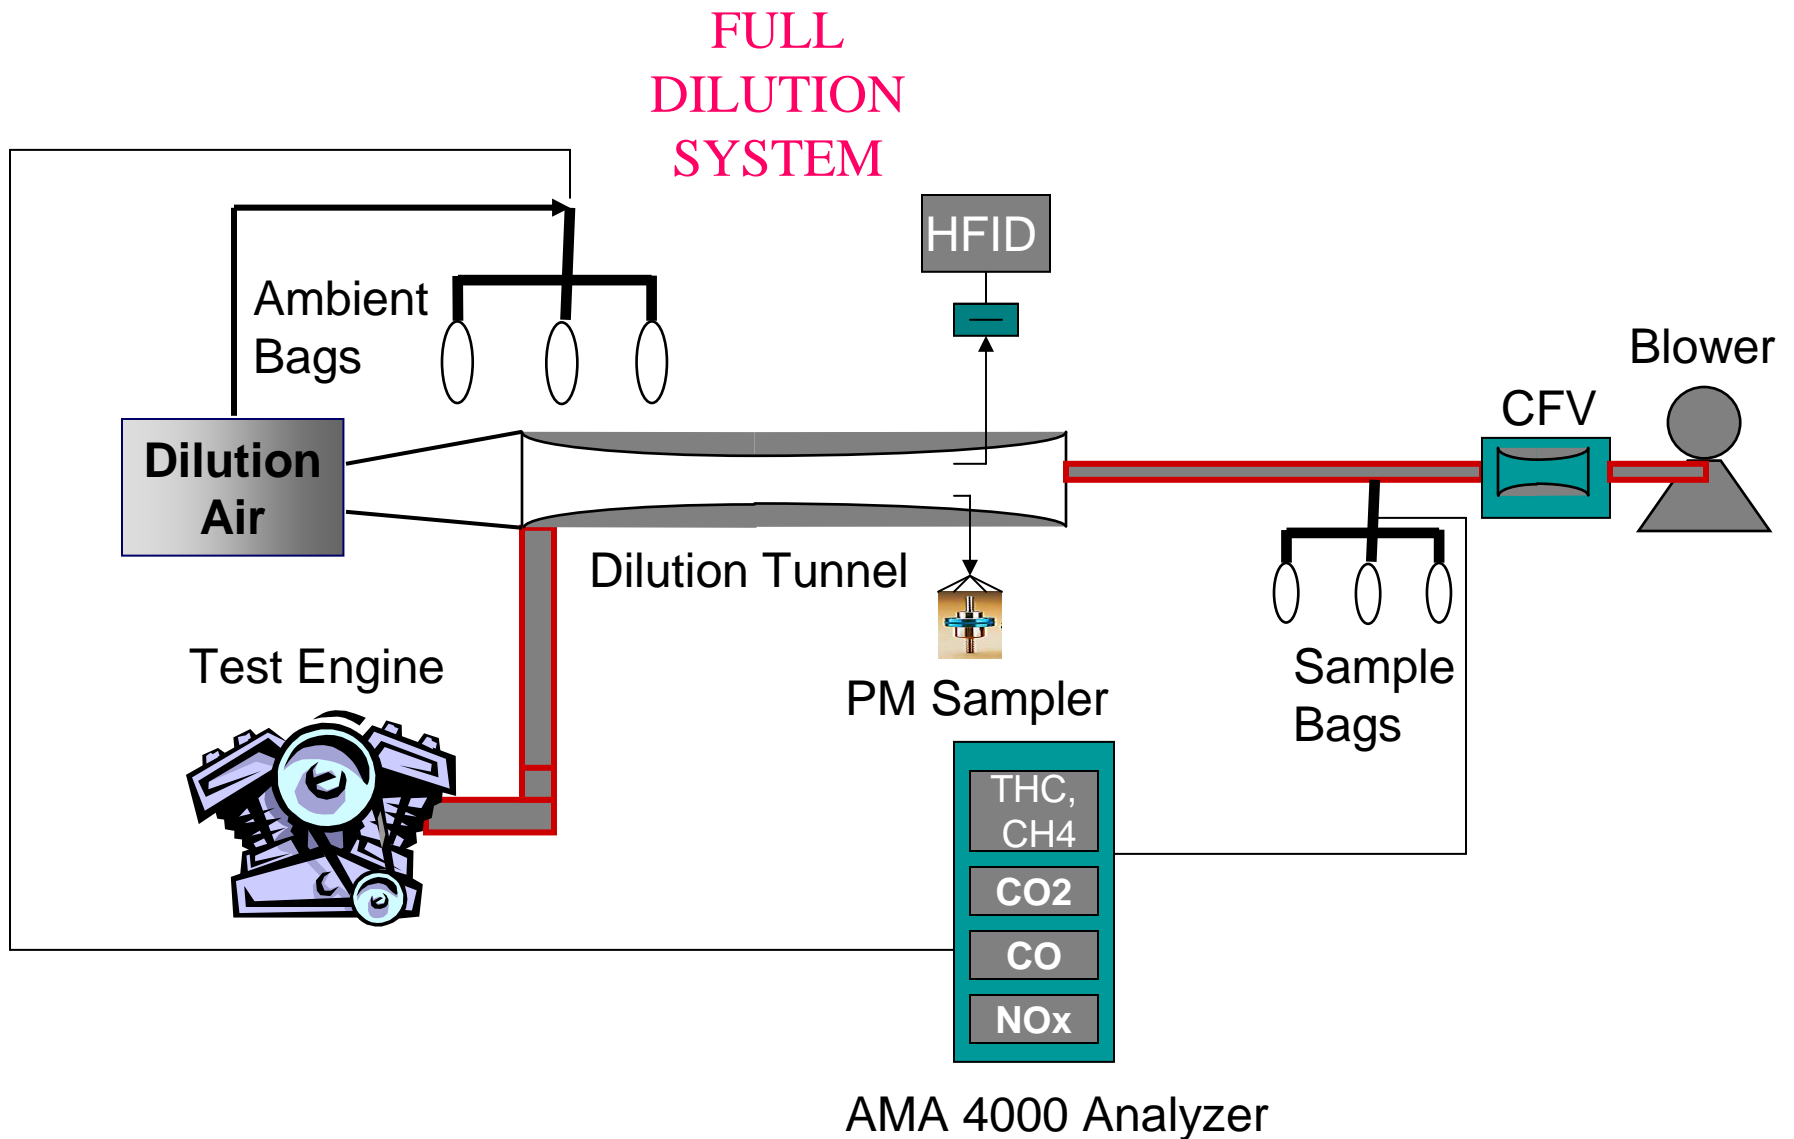 FULL
DILUTION
SYSTEM
HFID
Ambient
Bags
Blower
CFV
Dilution
Air
Dilution Tunnel
Test Engine
PM Sampler
Sample
Bags
THC,
CH4
CO2
CO
NOx
AMA 4000 Analyzer